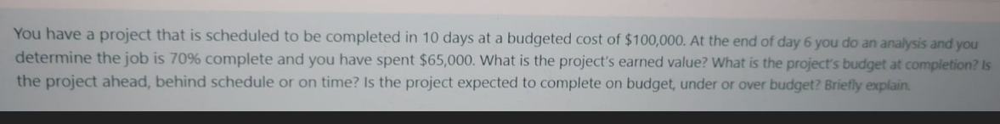 You have a project that is scheduled to be completed in 10 days at a budgeted cost of $100,000. At the end of day 6 you do an analysis and you
determine the job is 70% complete and you have spent $65,000. What is the project's earned value? What is the project's budget at completion? Is
the project ahead, behind schedule or on time? Is the project expected to complete on budget, under or over budget? Briefly explain.